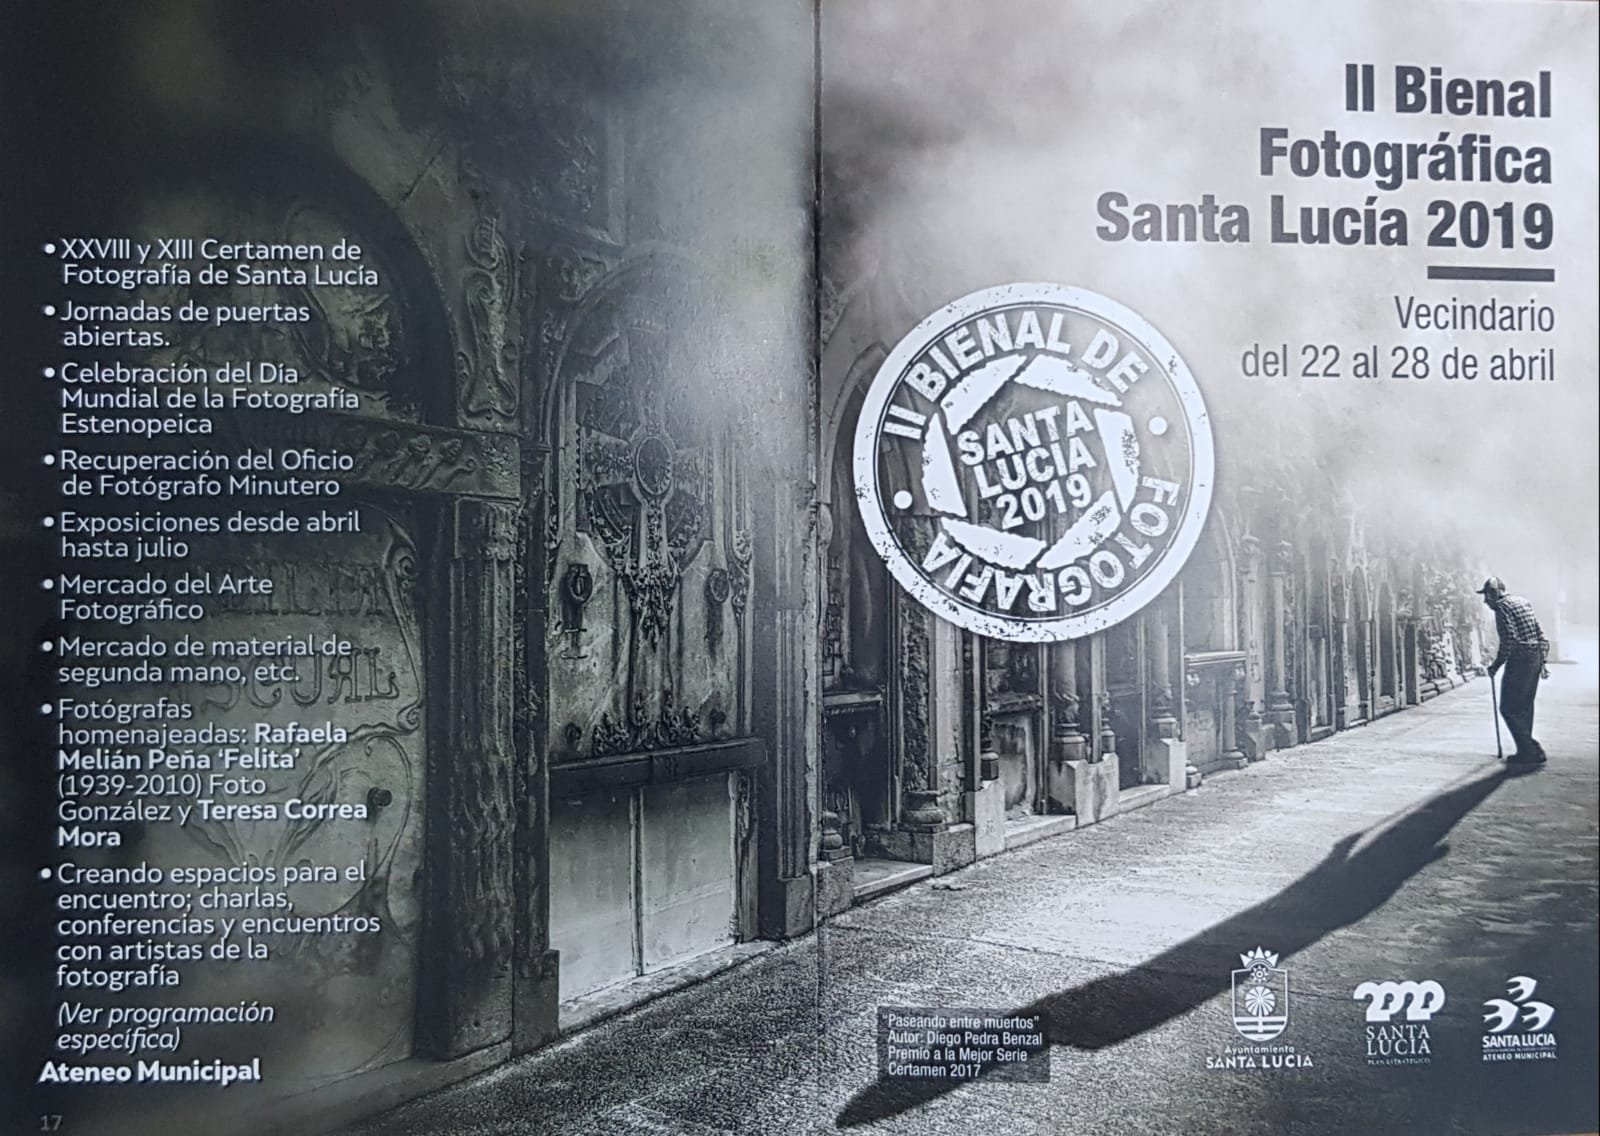 • XXVIII y XIII Certamen de
Fotografía de Santa Lucía
• Jornadas de puertas
abiertas.
• Celebración del Día
Mundial de la Fotografía
Estenopeica
• Recuperación del Oficio
de Fotógrafo Minutero
• Exposiciones desde abril
hasta julio
• Mercado del Arte
Fotográfico
• Mercado de material de
segunda mano, etc.
• Fotógrafas
homenajeadas: Rafaela
Melián Peña ‘Felita’
(1939-2010) Foto
González y Teresa Correa
Mora
• Creando espacios para el
encuentro; charlas,
conferencias y encuentros
con artistas de la
fotografía
(Ver programación
específica)
Ateneo Municipal
17
II Bienal
Fotográfica
Santa Lucía 2019
Vecindario
del 22 al 28 de abril
II BIENAL DE • FOTOGRAFIA •
SANTA
LUCIA
2019
"Paseando entre muertos"
Autor: Diego Pedra Benzal
Premio a la Mejor Serie
Certamen 2017
Ayuntamiento
SANTA LUCIA
2020
SANTA
LUCIA
PLAN ESTRATÉGICO
SANTA LUCIA
ATENEO MUNICIPAL